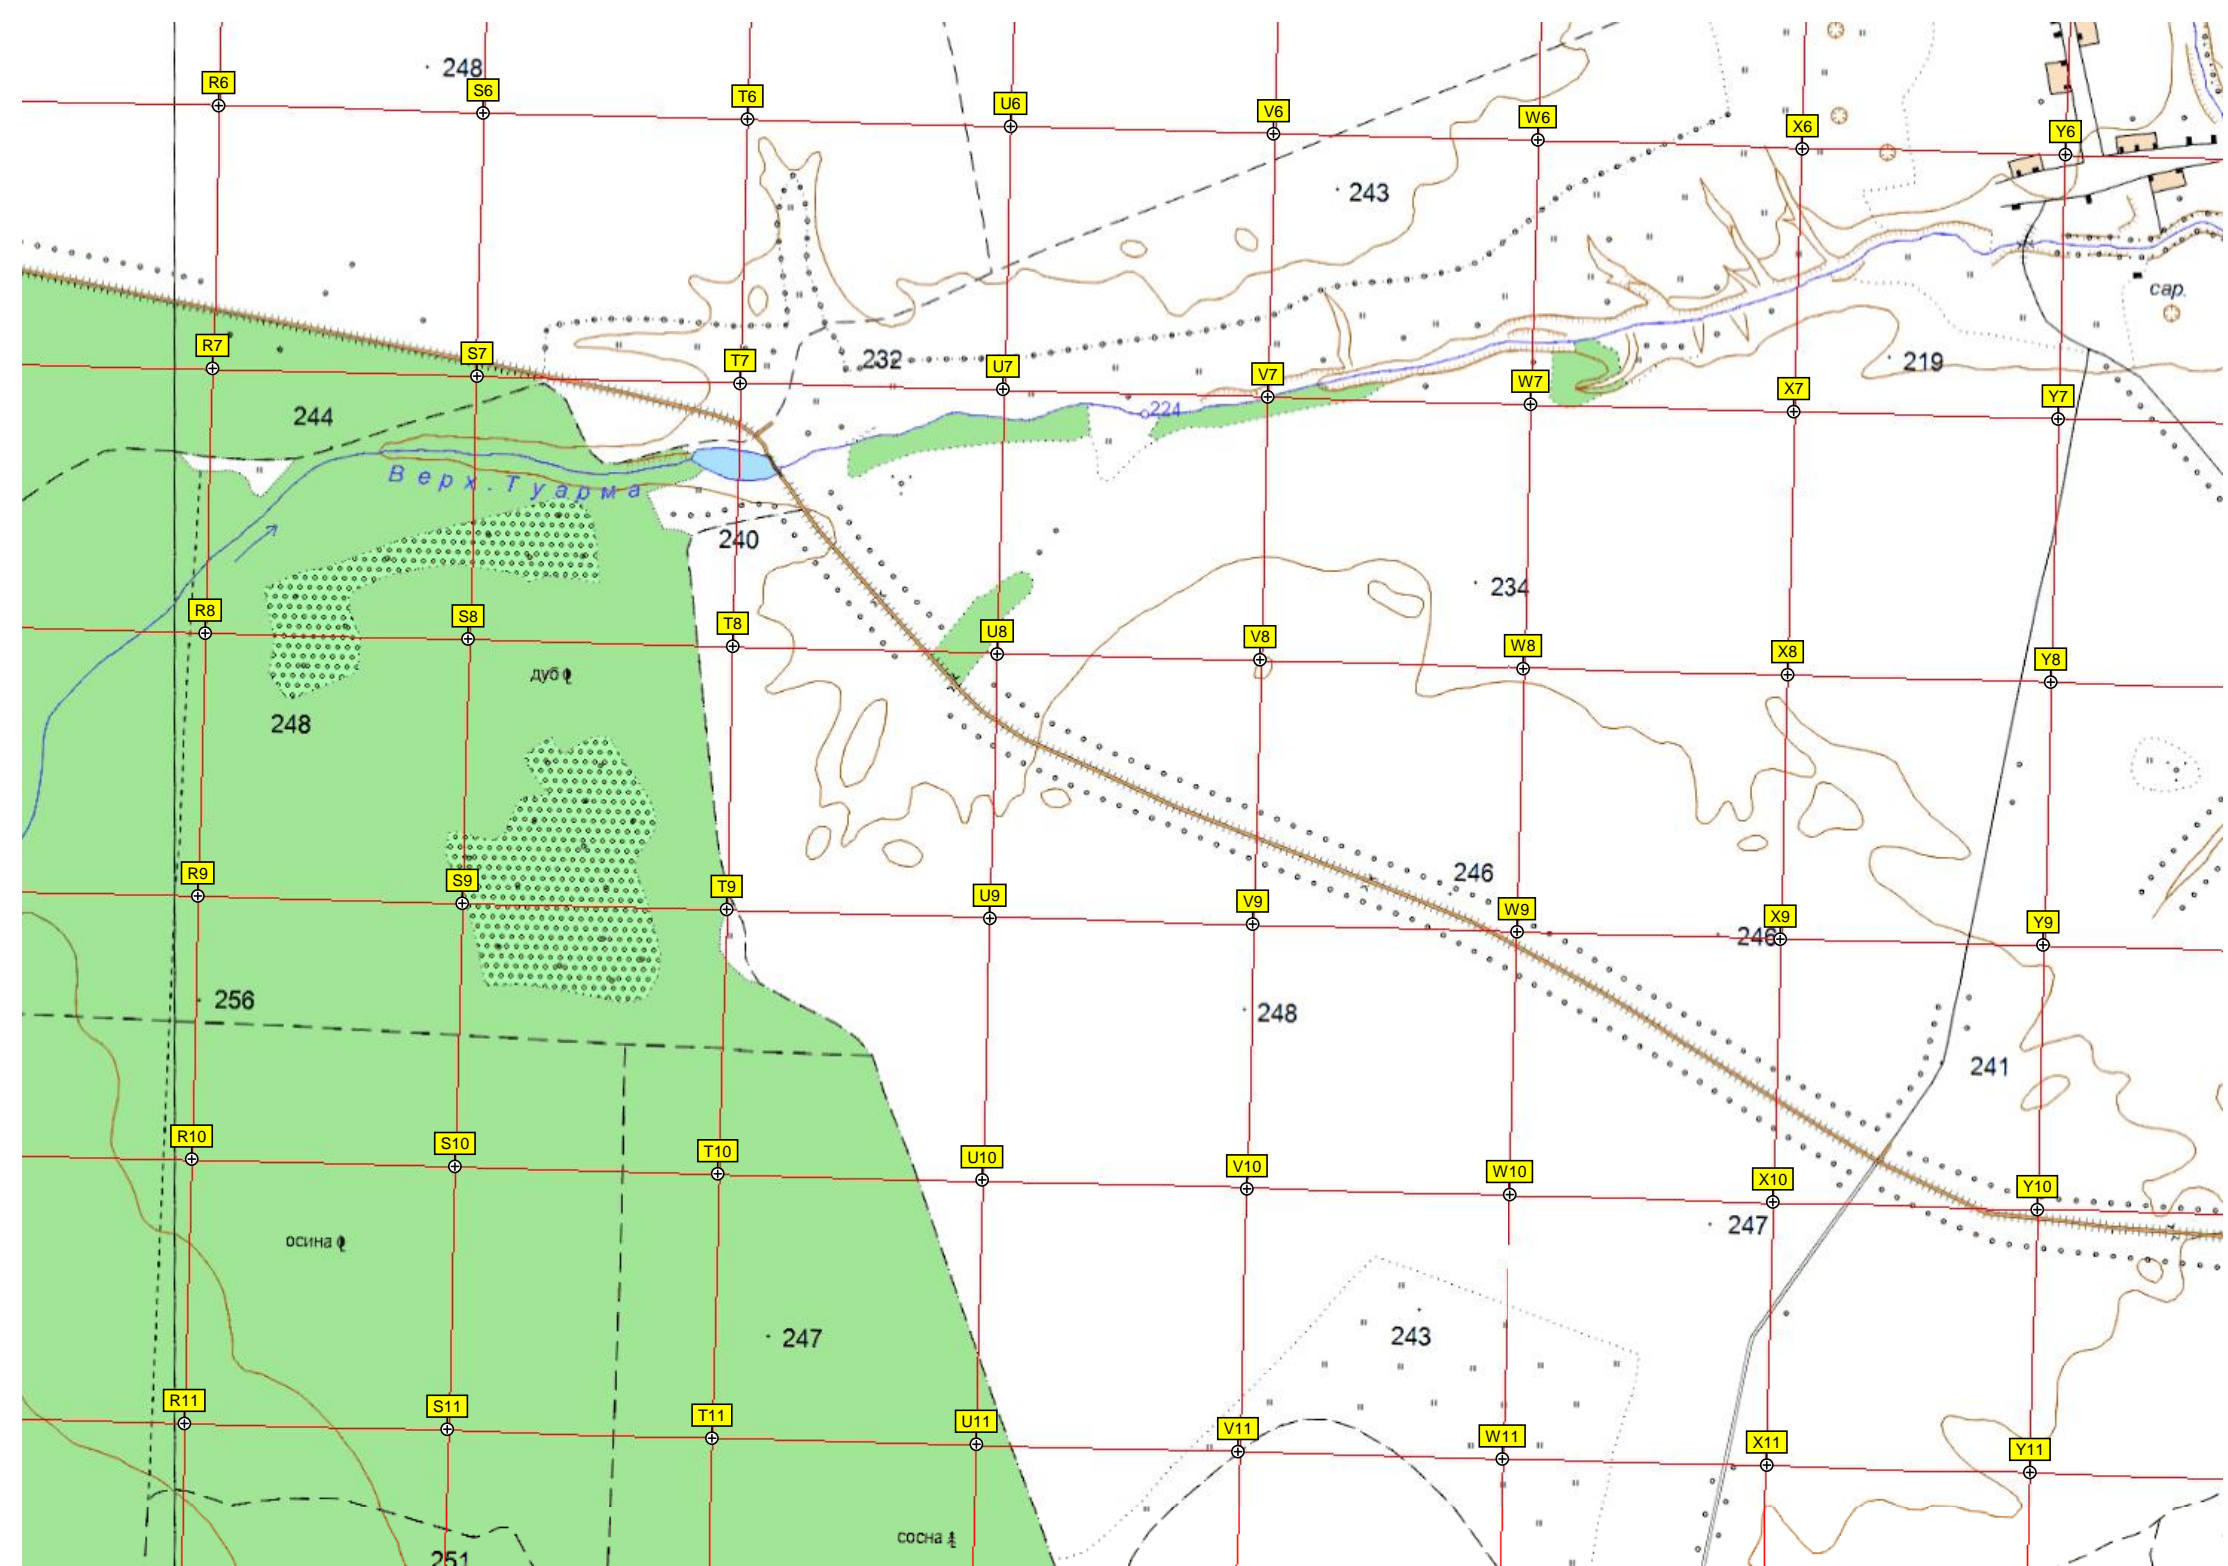 248
R6
S6
T6
U6
V6
W6
X6
Y6
243
сар.
R7
S7
T7
232
U7
V7
W7
X7
219
Y7
244
224
Верх. Туарма
240
234
R8
S8
T8
U8
V8
W8
X8
Y8
дуб
248
246
R9
S9
T9
U9
V9
W9
X9
Y9
246
256
248
241
R10
S10
T10
U10
V10
W10
X10
Y10
247
осина
247
243
R11
S11
T11
U11
V11
W11
X11
Y11
сосна
251